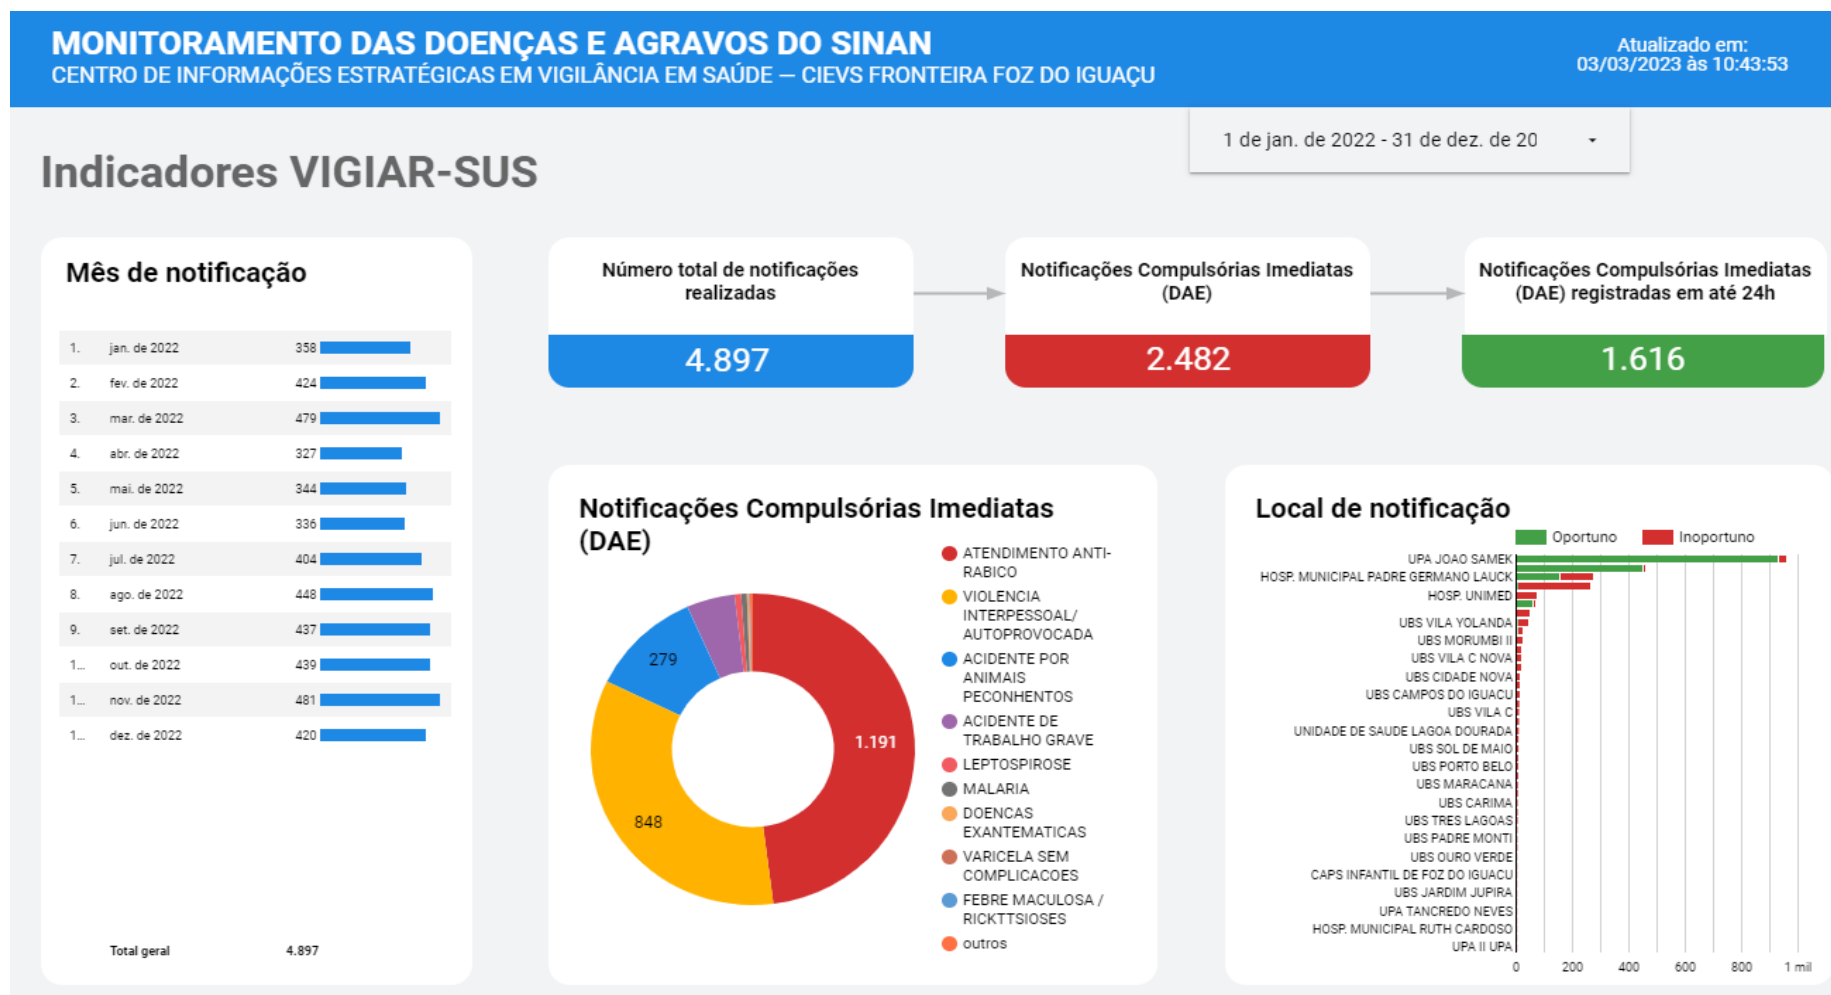 MONITORAMENTO DAS DOENÇAS E AGRAVOS DO SINAN
CENTRO DE INFORMAÇÕES ESTRATÉGICAS EM VIGILÂNCIA EM SAÚDE — CIEVS FRONTEIRA FOZ DO IGUAÇU
Atualizado em:
03/03/2023 às 10:43:53
1 de jan. de 2022 - 31 de dez. de 20
Indicadores VIGIAR-SUS
Mês de notificação
1. jan. de 2022 358
2. fev. de 2022 424
3. mar. de 2022 479
4. abr. de 2022 327
5. mai. de 2022 344
6. jun. de 2022 336
7. jul. de 2022 404
8. ago. de 2022 448
9. set. de 2022 437
1... out. de 2022 439
1... nov. de 2022 481
1... dez. de 2022 420
Total geral 4.897
Número total de notificações
realizadas
4.897
Notificações Compulsórias Imediatas
(DAE)
2.482
Notificações Compulsórias Imediatas
(DAE) registradas em até 24h
1.616
Notificações Compulsórias Imediatas
(DAE)
279
848
1.191
ATENDIMENTO ANTI-
RABICO
VIOLENCIA
INTERPESSOAL/
AUTOPROVOCADA
ACIDENTE POR
ANIMAIS
PECONHENTOS
ACIDENTE DE
TRABALHO GRAVE
LEPTOSPIROSE
MALARIA
DOENCAS
EXANTEMATICAS
VARICELA SEM
COMPLICACOES
FEBRE MACULOSA /
RICKTTSIOSES
outros
Local de notificação
Oportuno Inoportuno
UPA JOAO SAMEK
HOSP. MUNICIPAL PADRE GERMANO LAUCK
HOSP. UNIMED
UBS VILA YOLANDA
UBS MORUMBI II
UBS VILA C NOVA
UBS CIDADE NOVA
UBS CAMPOS DO IGUACU
UBS VILA C
UNIDADE DE SAUDE LAGOA DOURADA
UBS SOL DE MAIO
UBS PORTO BELO
UBS MARACANA
UBS CARIMA
UBS TRES LAGOAS
UBS PADRE MONTI
UBS OURO VERDE
CAPS INFANTIL DE FOZ DO IGUACU
UBS JARDIM JUPIRA
UPA TANCREDO NEVES
HOSP. MUNICIPAL RUTH CARDOSO
UPA II UPA
0 200 400 600 800 1 mil